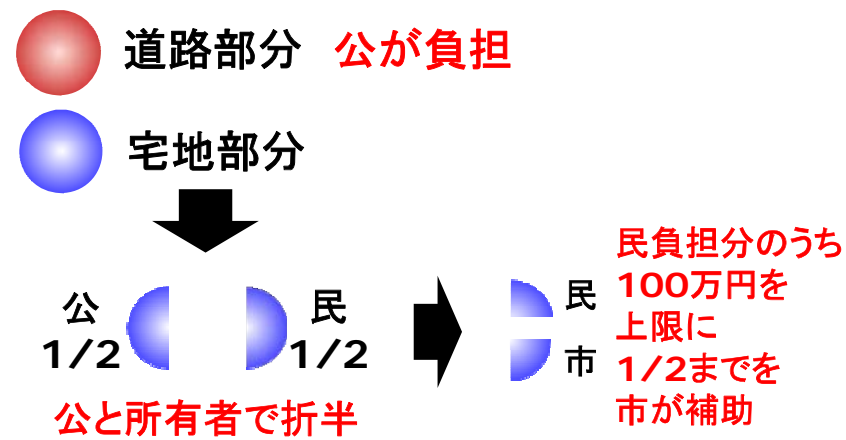 道路部分 公が負担
宅地部分
公
1/2
民
1/2
公と所有者で折半
民
市
民負担分のうち
100万円を
上限に
1/2までを
市が補助